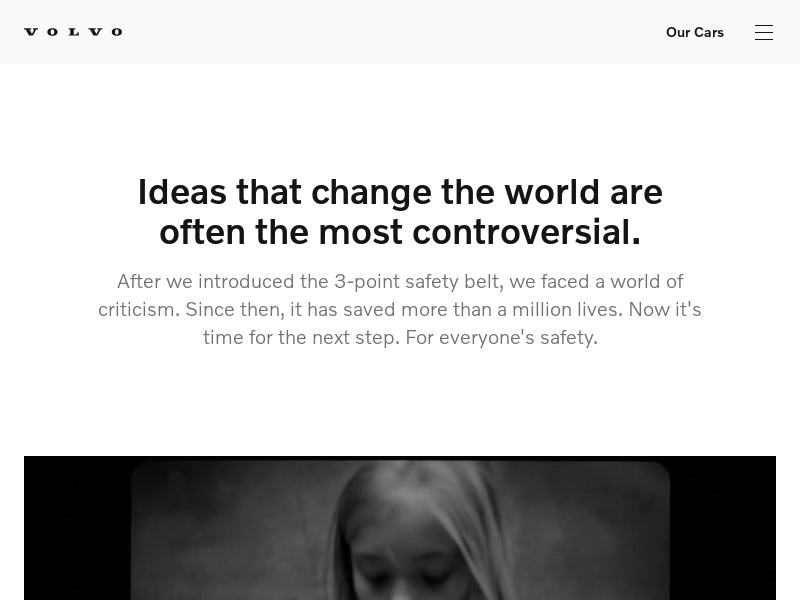 VOLVO
Our Cars
Ideas that change the world are
often the most controversial.
After we introduced the 3-point safety belt, we faced a world of
criticism. Since then, it has saved more than a million lives. Now it's
time for the next step. For everyone's safety.